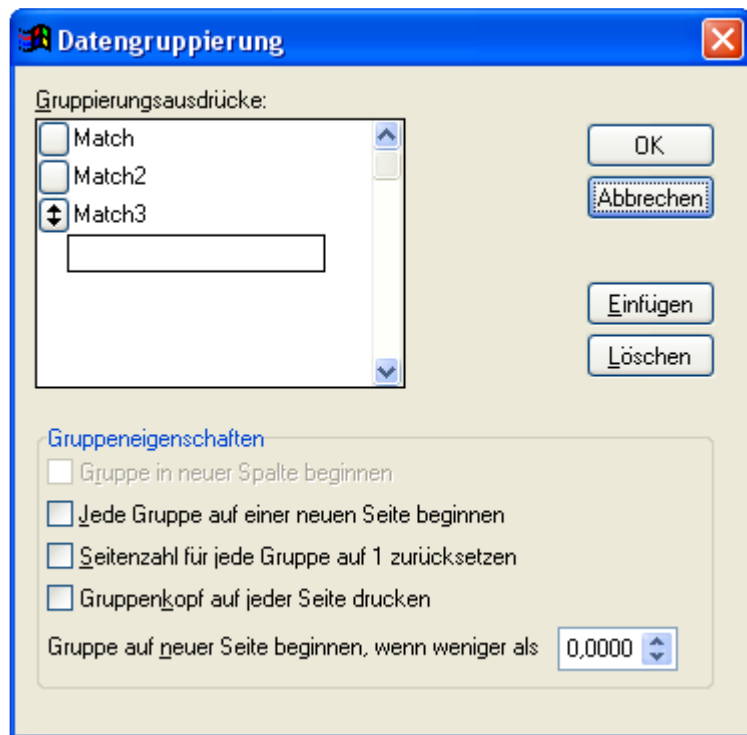 Datengruppierung
Gruppierungsausdrücke:
Match
Match2
Match3
OK
Abbrechen
Einfügen
Löschen
Gruppeneigenschaften
Gruppe in neuer Spalte beginnen
Jede Gruppe auf einer neuen Seite beginnen
Seitenzahl für jede Gruppe auf 1 zurücksetzen
Gruppenkopf auf jeder Seite drucken
Gruppe auf neuer Seite beginnen, wenn weniger als 0,0000